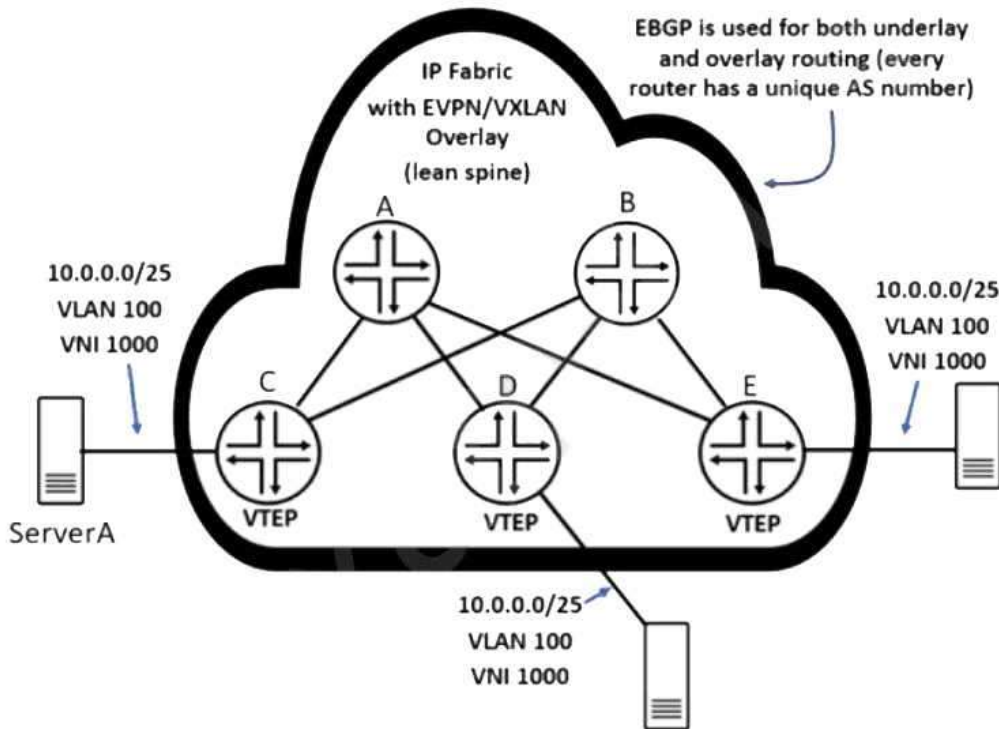 EBGP is used for both underlay
and overlay routing (every
router has a unique AS number)
IP Fabric
with EVPN/VXLAN
Overlay
(lean spine)
A
B
10.0.0.0/25
VLAN 100
VNI 1000
10.0.0.0/25
VLAN 100
VNI 1000
C
D
E
VTEP
VTEP
VTEP
ServerA
10.0.0.0/25
VLAN 100
VNI 1000